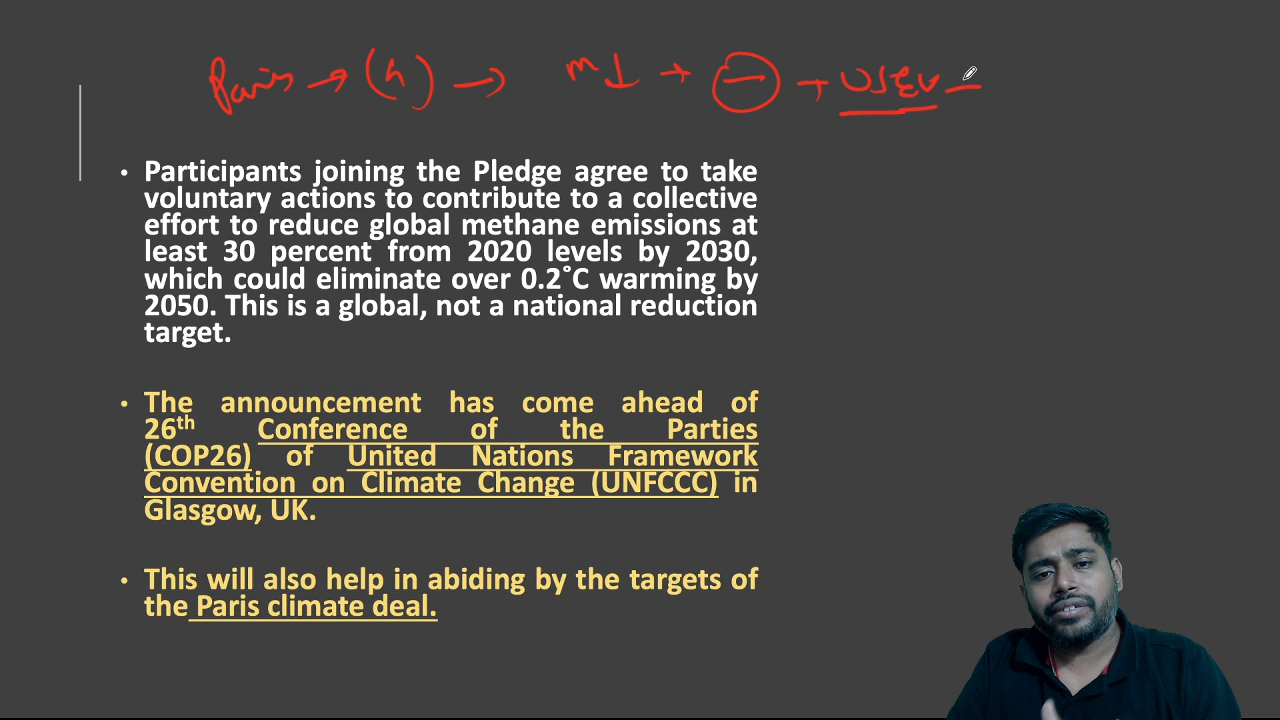 Paris → (h) → m↓ + − + US EU −
• Participants joining the Pledge agree to take
voluntary actions to contribute to a collective
effort to reduce global methane emissions at
least 30 percent from 2020 levels by 2030,
which could eliminate over 0.2˚C warming by
2050. This is a global, not a national reduction
target.
• The announcement has come ahead of
26th Conference of the Parties
(COP26) of United Nations Framework
Convention on Climate Change (UNFCCC) in
Glasgow, UK.
• This will also help in abiding by the targets of
the Paris climate deal.